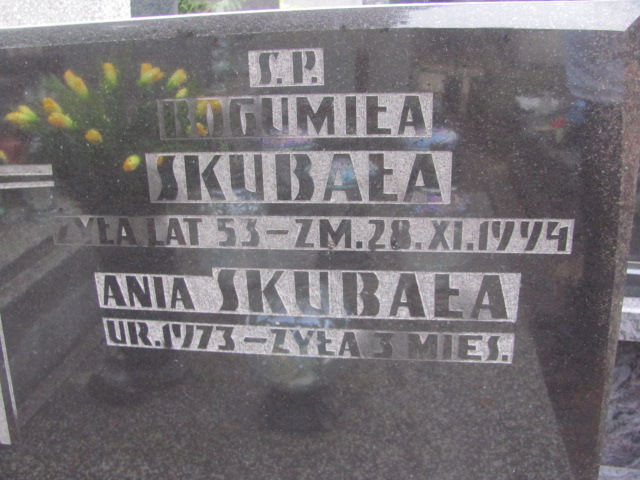 Ś.P.
BOGUMIŁA
SKUBAŁA
ŻYŁA LAT 53 - ZM. 28. XI. 1994
ANIA SKUBAŁA
UR. 1973 - ŻYŁA 3 MIES.